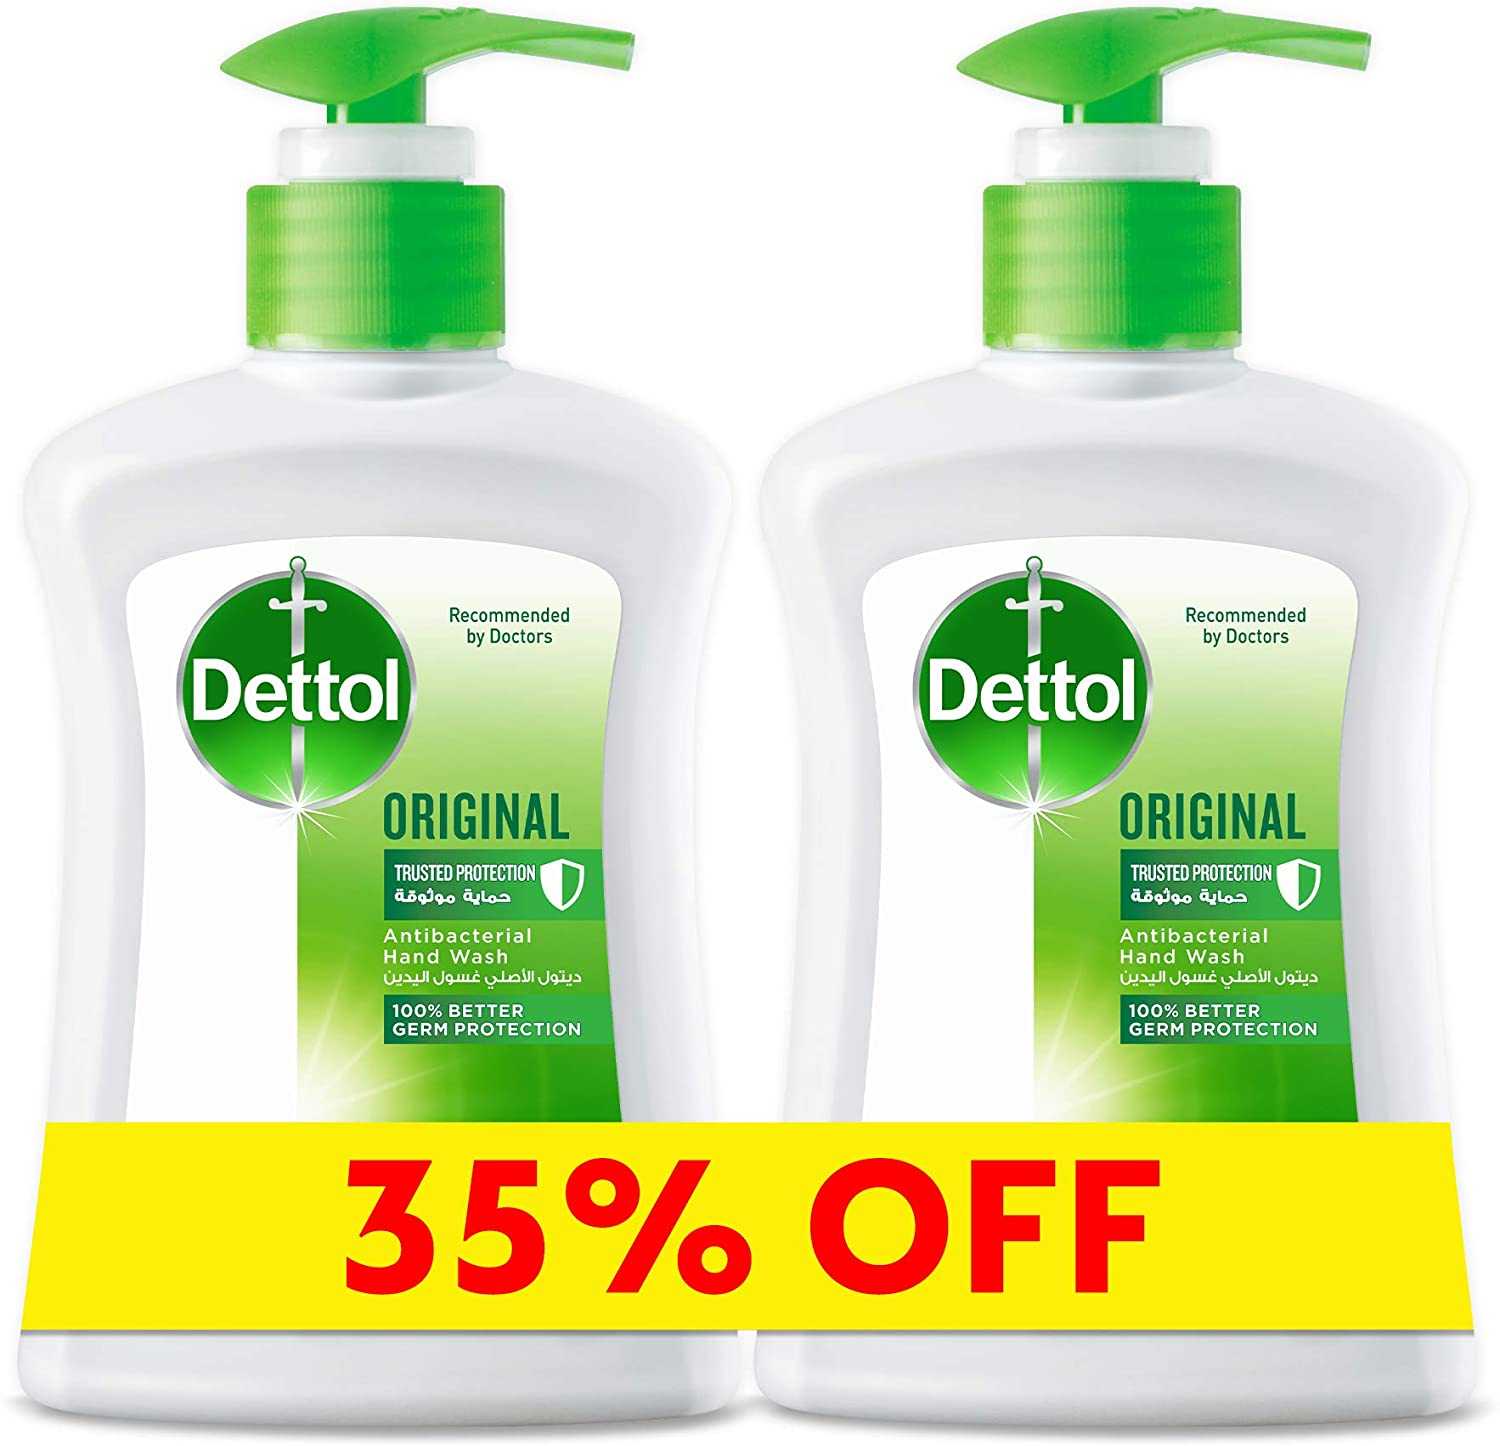 Recommended
by Doctors
Dettol
ORIGINAL
TRUSTED PROTECTION
حماية موثوقة
Antibacterial
Hand Wash
ديتول الأصلي غسول اليدين
100% BETTER
GERM PROTECTION
Recommended
by Doctors
Dettol
ORIGINAL
TRUSTED PROTECTION
حماية موثوقة
Antibacterial
Hand Wash
ديتول الأصلي غسول اليدين
100% BETTER
GERM PROTECTION
35% OFF